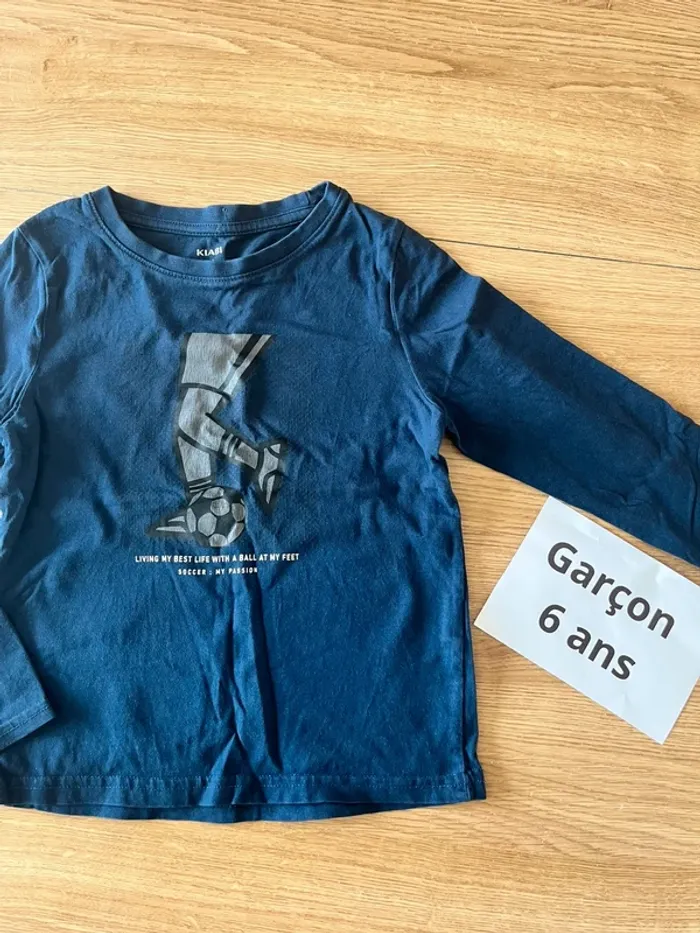 KIABI
LIVING MY BEST LIFE WITH A BALL AT MY FEET
SOCCER : MY PASSION
Garçon
6 ans